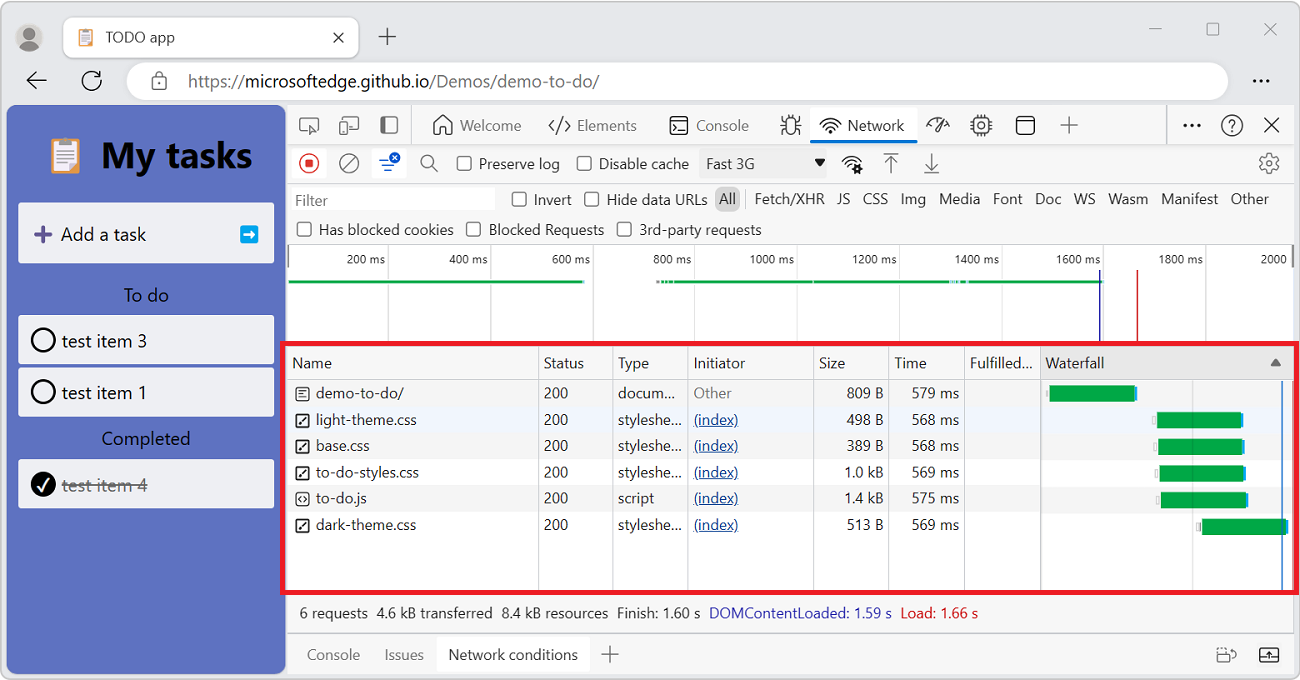 TODO app
https://microsoftedge.github.io/Demos/demo-to-do/
My tasks
Add a task
To do
test item 3
test item 1
Completed
test item 4
Welcome Elements Console Network
Preserve log Disable cache Fast 3G
Filter Invert Hide data URLs All Fetch/XHR JS CSS Img Media Font Doc WS Wasm Manifest Other
Has blocked cookies Blocked Requests 3rd-party requests
200 ms 400 ms 600 ms 800 ms 1000 ms 1200 ms 1400 ms 1600 ms 1800 ms 2000
Name Status Type Initiator Size Time Fulfilled... Waterfall
demo-to-do/ 200 docum... Other 809 B 579 ms
light-theme.css 200 styleshe... (index) 498 B 568 ms
base.css 200 styleshe... (index) 389 B 568 ms
to-do-styles.css 200 styleshe... (index) 1.0 kB 569 ms
to-do.js 200 script (index) 1.4 kB 575 ms
dark-theme.css 200 styleshe... (index) 513 B 569 ms
6 requests 4.6 kB transferred 8.4 kB resources Finish: 1.60 s DOMContentLoaded: 1.59 s Load: 1.66 s
Console Issues Network conditions